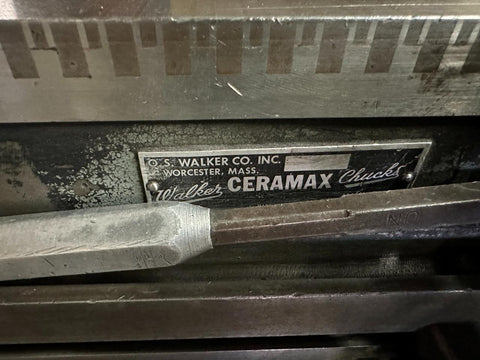 O. S. WALKER CO. INC.
WORCESTER, MASS.
Walker CERAMAX Chucks